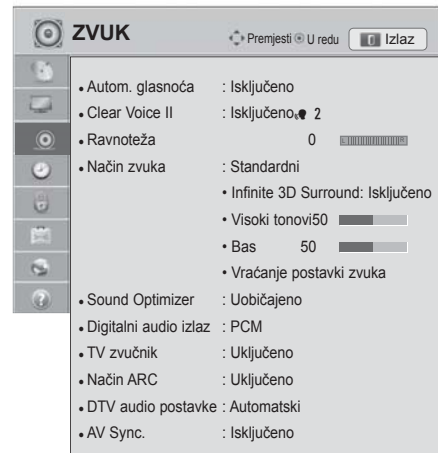 ZVUK
Premjesti U redu Izlaz
• Autom. glasnoća : Isključeno
• Clear Voice II : Isključeno 2
• Ravnoteža 0
• Način zvuka : Standardni
• Infinite 3D Surround: Isključeno
• Visoki tonovi50
• Bas 50
• Vraćanje postavki zvuka
• Sound Optimizer : Uobičajeno
• Digitalni audio izlaz : PCM
• TV zvučnik : Uključeno
• Način ARC : Uključeno
• DTV audio postavke : Automatski
• AV Sync. : Isključeno